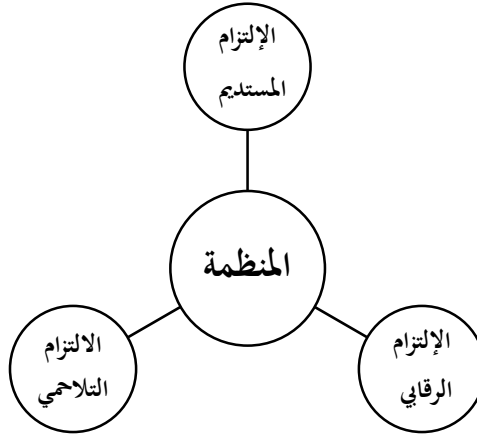 الإلتزام
المستديم
المنظمة
الإلتزام
الرقابي
الالتزام
التلاحمي